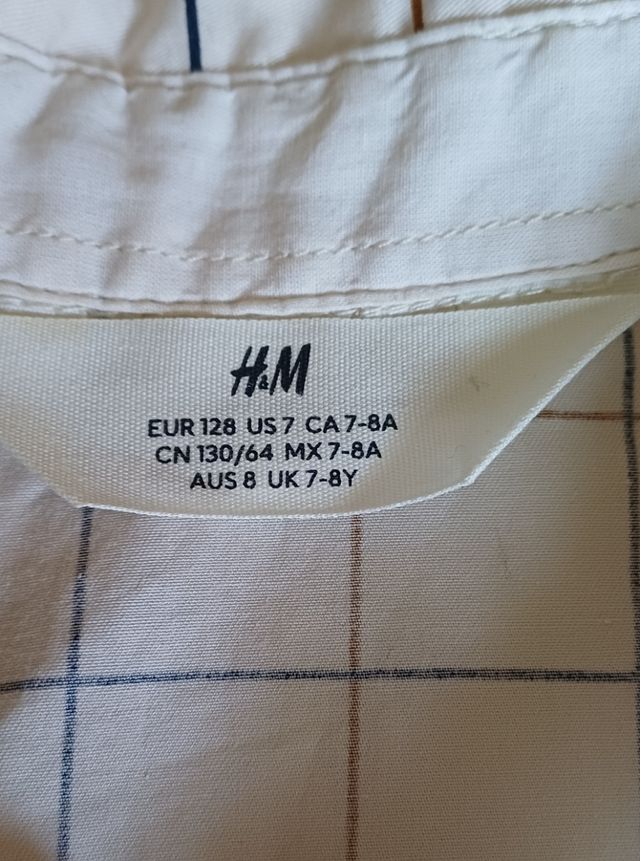 H&M
EUR 128 US 7 CA 7-8A
CN 130/64 MX 7-8A
AUS 8 UK 7-8Y